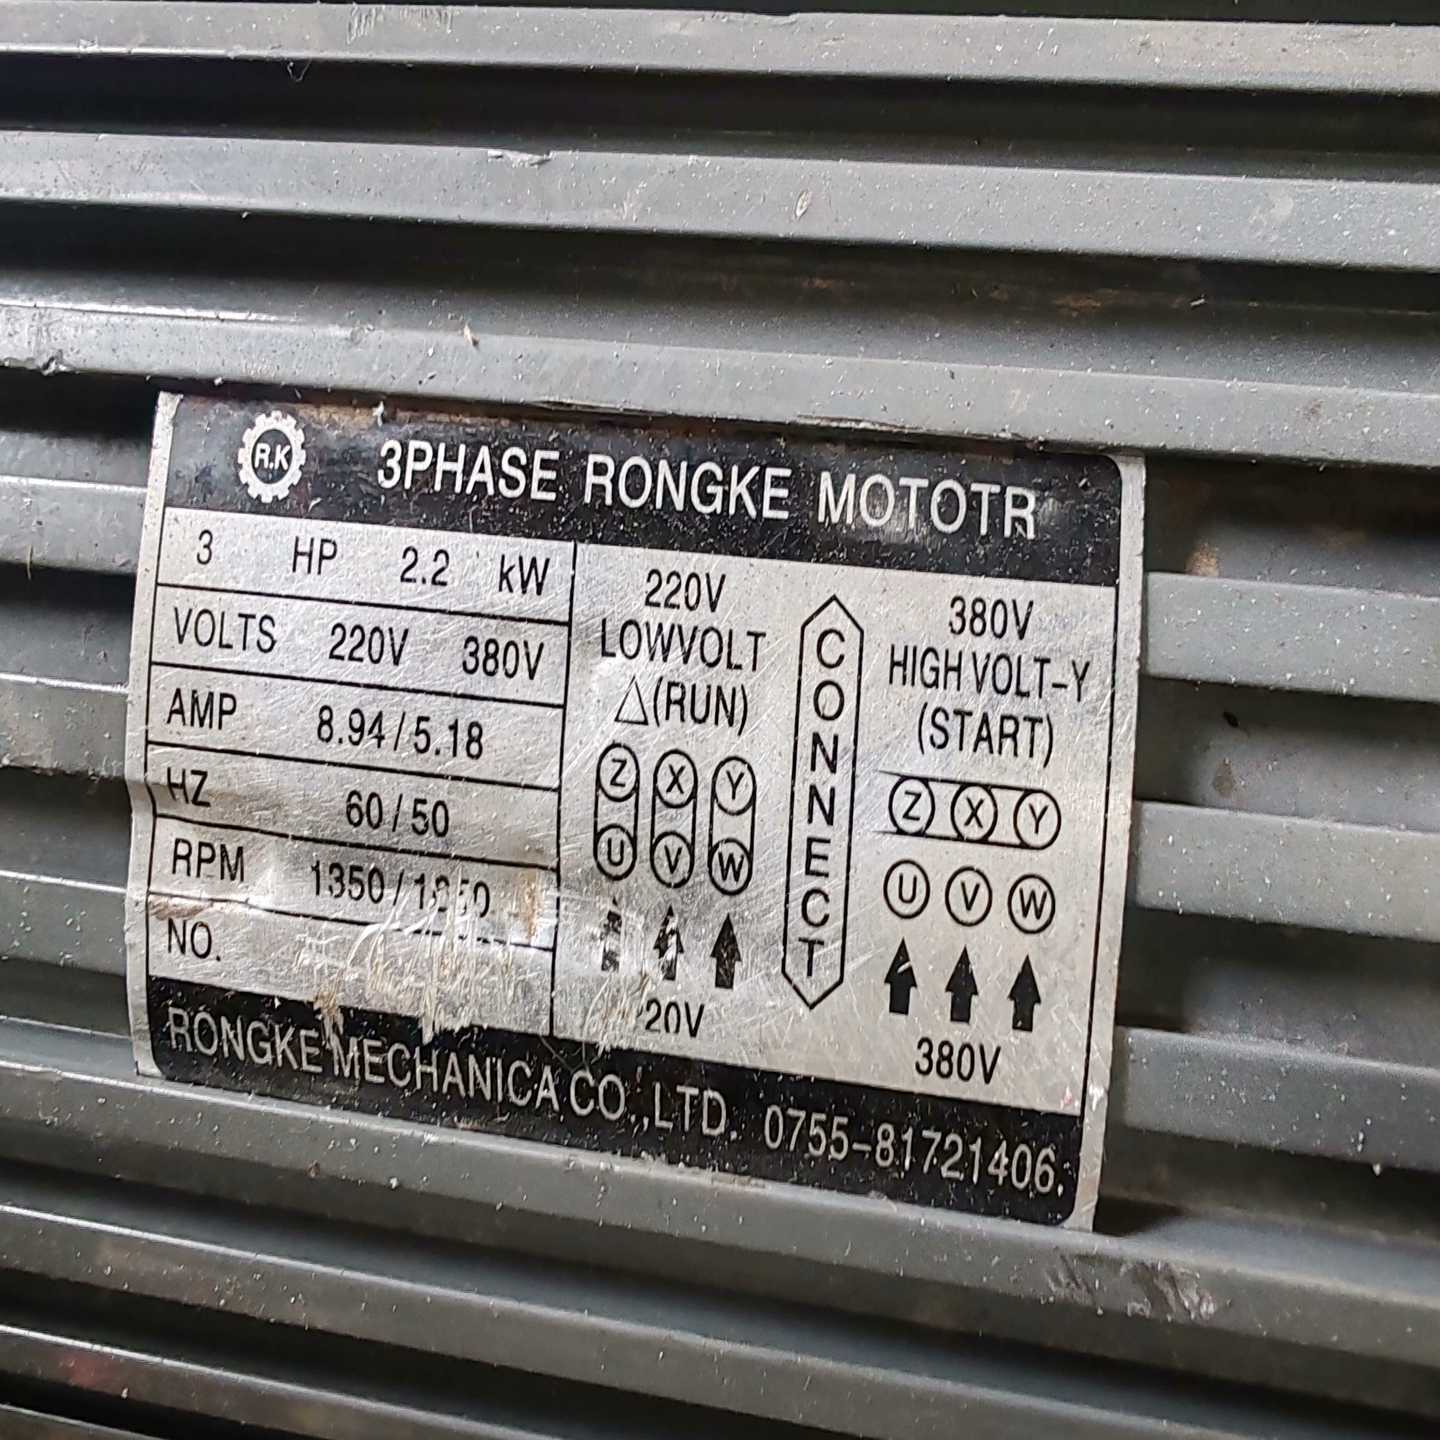 R.K
3PHASE RONGKE MOTOTR
3 HP 2.2 kW
VOLTS 220V 380V
AMP 8.94/5.18
HZ 60/50
RPM 1350/
NO.
220V
LOWVOLT
△(RUN)
Z X Y
U V W
20V
CONNECT
380V
HIGH VOLT-Y
(START)
Z X Y
U V W
380V
RONGKE MECHANICA CO.,LTD. 0755-81721406.